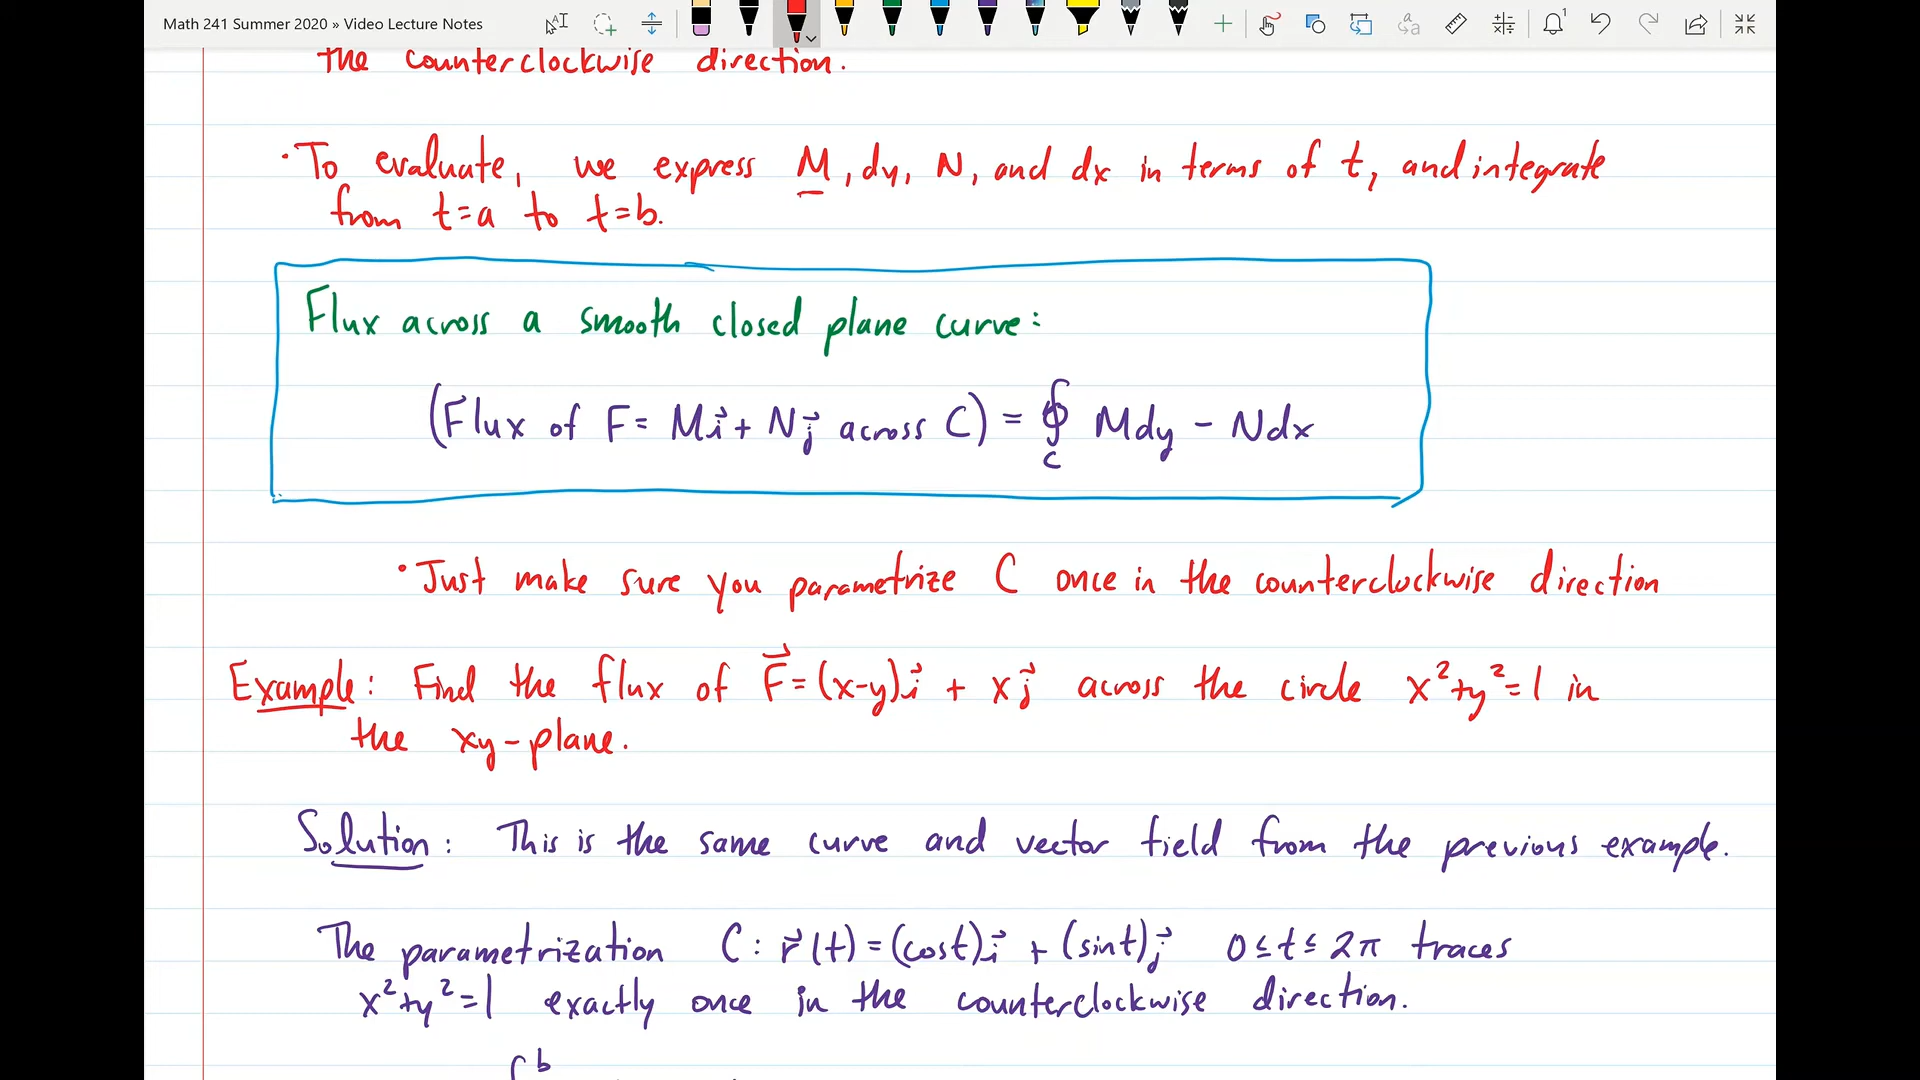 Math 241 Summer 2020 » Video Lecture Notes
the counterclockwise direction.
• To evaluate, we express M, dy, N, and dx in terms of t, and integrate
from t=a to t=b.
Flux across a smooth closed plane curve:
(Flux of F = Mi⃗ + Nj⃗ across C) = ∮_C Mdy - Ndx
• Just make sure you parametrize C once in the counterclockwise direction
Example: Find the flux of F⃗ = (x-y)i⃗ + xj⃗ across the circle x²+y²=1 in
the xy-plane.
Solution: This is the same curve and vector field from the previous example.
The parametrization C: r⃗(t) = (cost)i⃗ + (sint)j⃗ 0≤t≤2π traces
x²+y²=1 exactly once in the counterclockwise direction.
∫ b